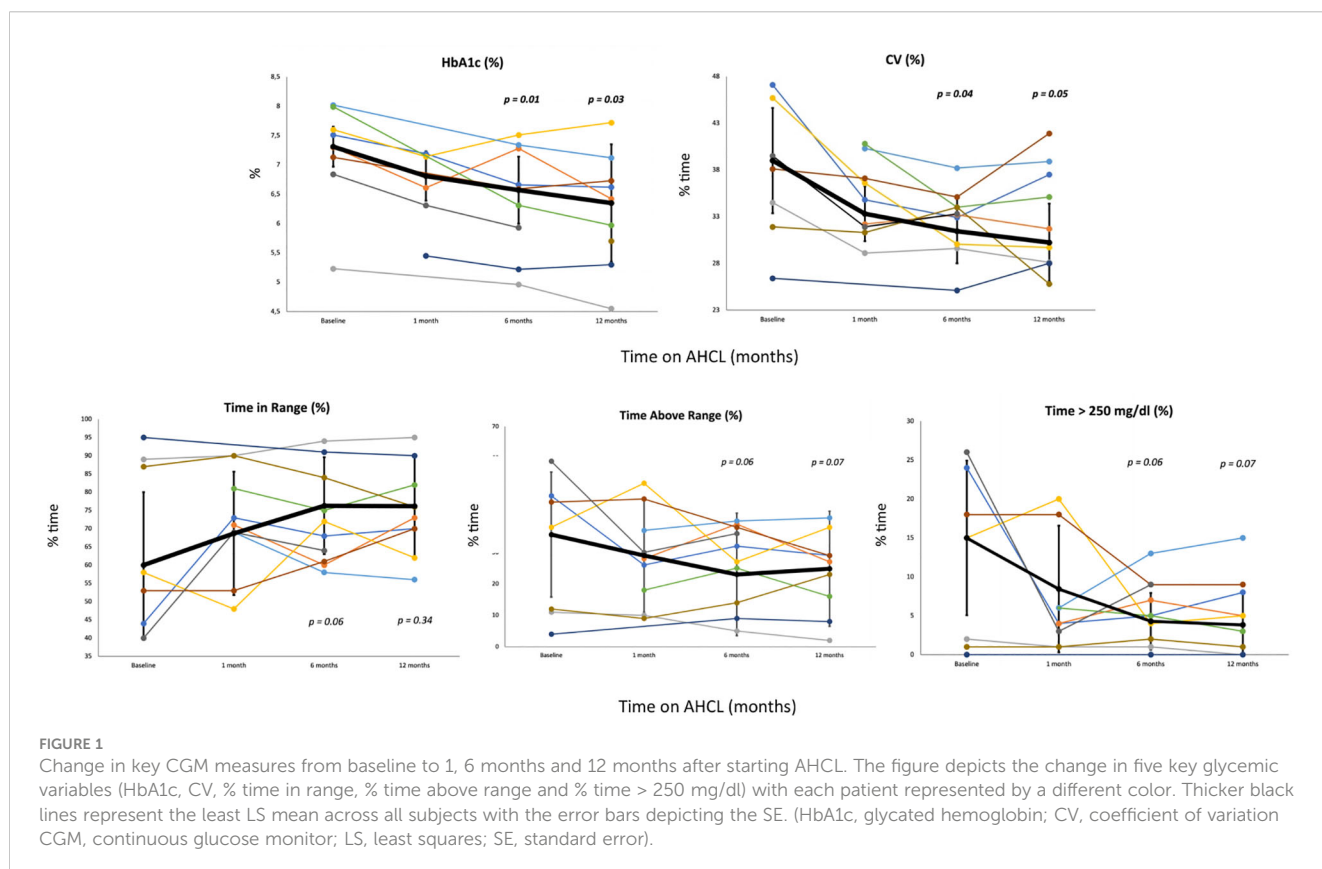 HbA1c (%)
%
8,5
8
7,5
7
6,5
6
5,5
5
4,5
p = 0.01
p = 0.03
Baseline
1 month
6 months
12 months
CV (%)
% time
48
43
38
33
28
23
p = 0.04
p = 0.05
Baseline
1 month
6 months
12 months
Time on AHCL (months)
Time in Range (%)
% time
100
95
90
85
80
75
70
65
60
55
50
45
40
35
p = 0.06
p = 0.34
Baseline
1 month
6 months
12 months
Time Above Range (%)
% time
70
20
10
0
p = 0.06
p = 0.07
Baseline
1 month
6 months
12 months
Time > 250 mg/dl (%)
% time
30
25
20
15
10
5
0
p = 0.06
p = 0.07
Baseline
1 month
6 months
12 months
Time on AHCL (months)
FIGURE 1
Change in key CGM measures from baseline to 1, 6 months and 12 months after starting AHCL. The figure depicts the change in five key glycemic
variables (HbA1c, CV, % time in range, % time above range and % time > 250 mg/dl) with each patient represented by a different color. Thicker black
lines represent the least LS mean across all subjects with the error bars depicting the SE. (HbA1c, glycated hemoglobin; CV, coefficient of variation
CGM, continuous glucose monitor; LS, least squares; SE, standard error).